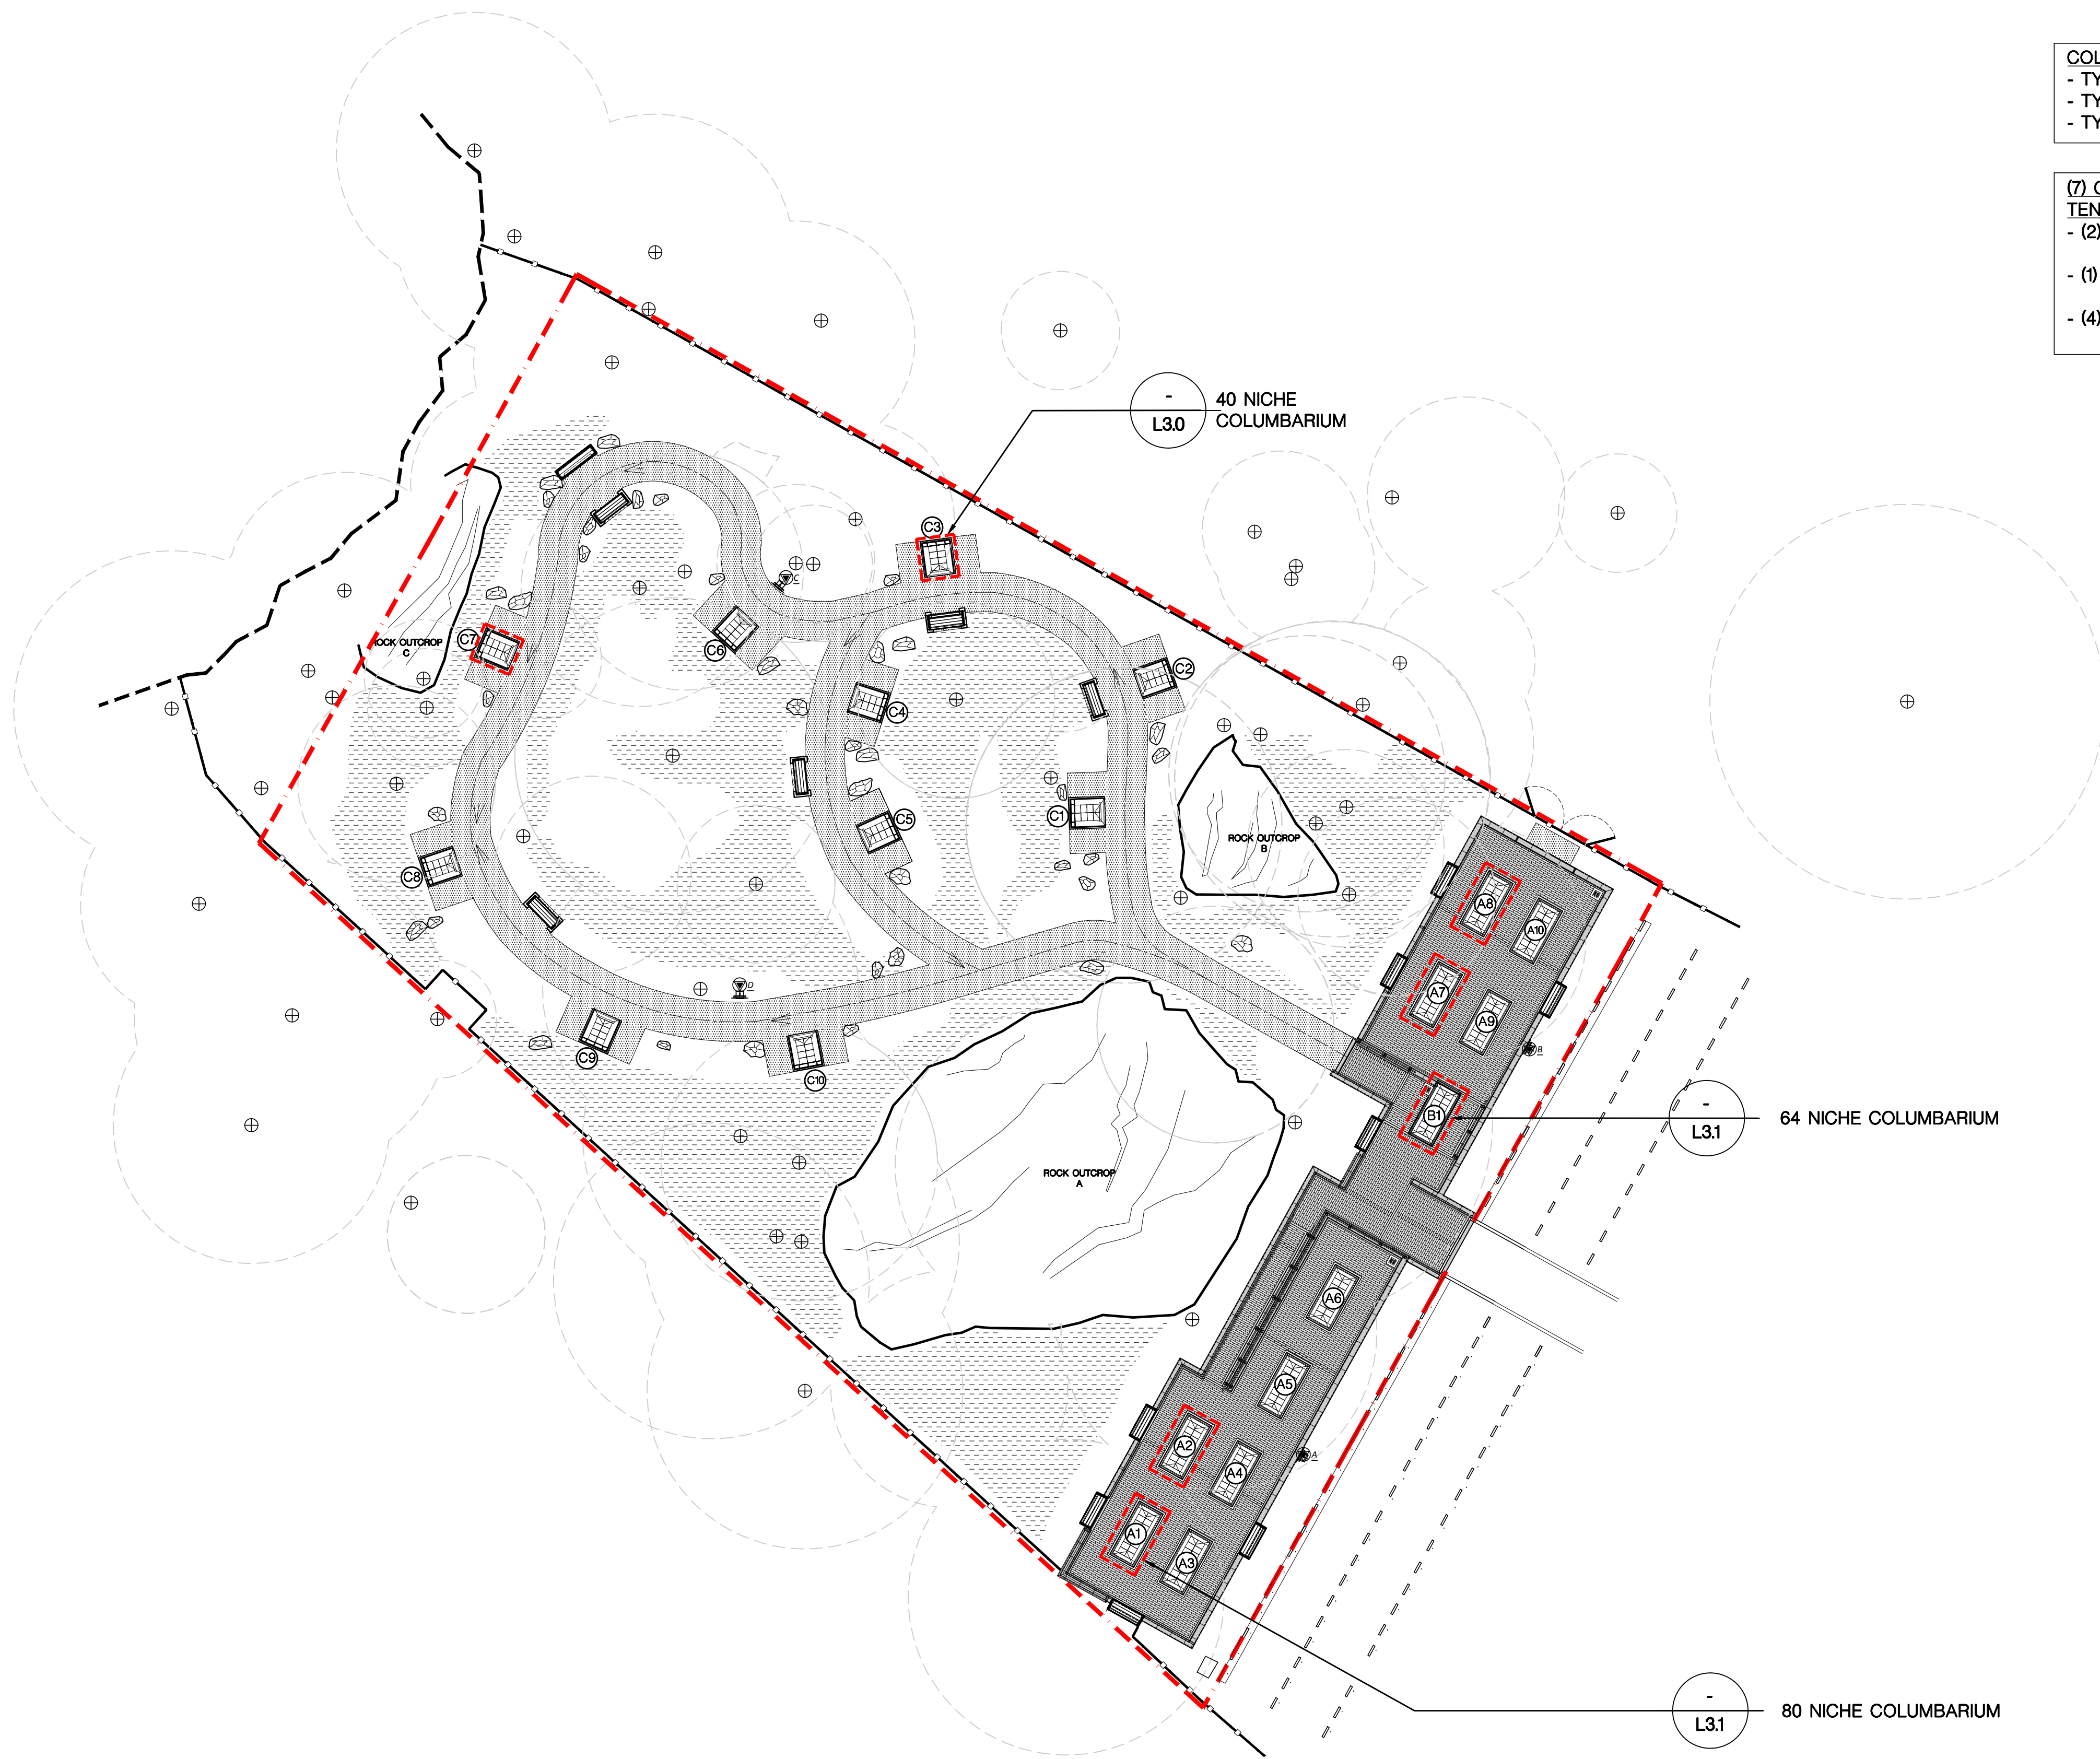 COL
- TY
- TY
- TY
(7) C
TEN
- (2)
- (1)
- (4)
-
L3.0
40 NICHE
COLUMBARIUM
C3
C
C7
ROCK OUTCROP
C
C6
C2
C4
C5
C1
ROCK OUTCROP
B
C8
A8
A10
A7
A9
D
C9
C10
B
B1
-
L3.1
64 NICHE COLUMBARIUM
ROCK OUTCROP
A
A6
A5
A2
A4
A
A1
A3
-
L3.1
80 NICHE COLUMBARIUM